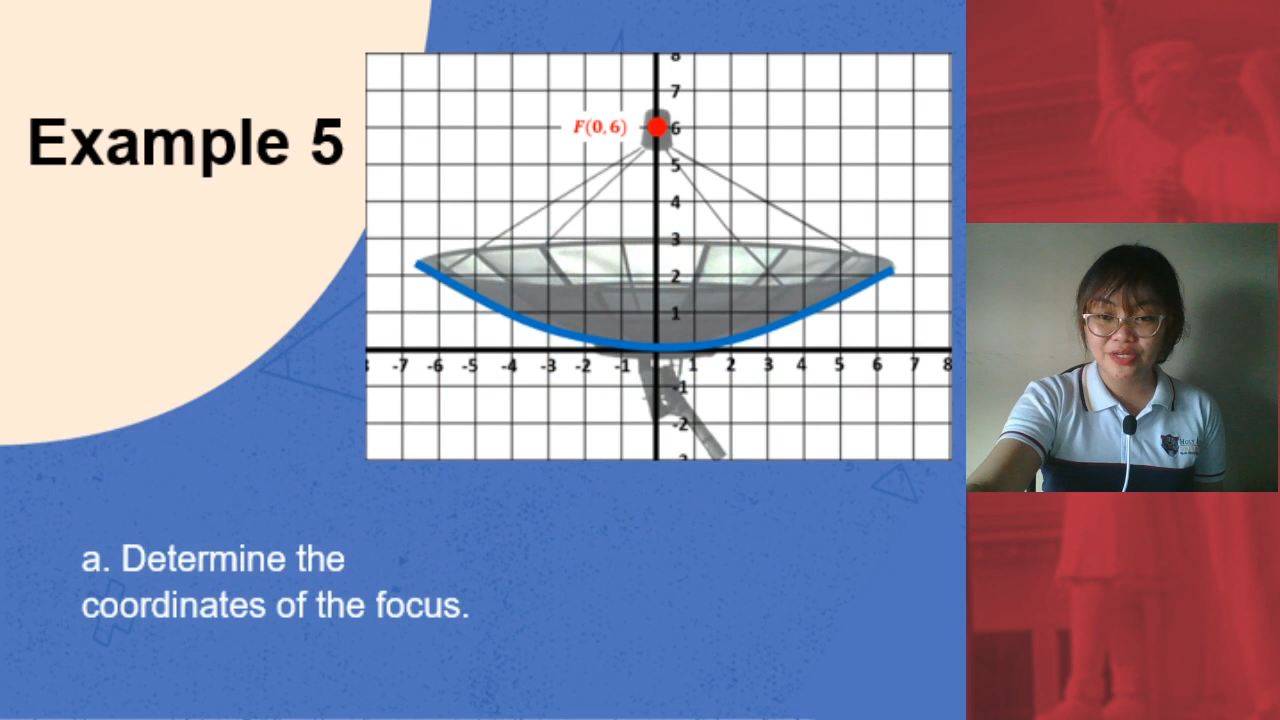 Example 5
F(0, 6)
8
7
6
5
4
3
2
1
-7 -6 -5 -4 -3 -2 -1 1 2 3 4 5 6 7 8
-1
-2
a. Determine the
coordinates of the focus.